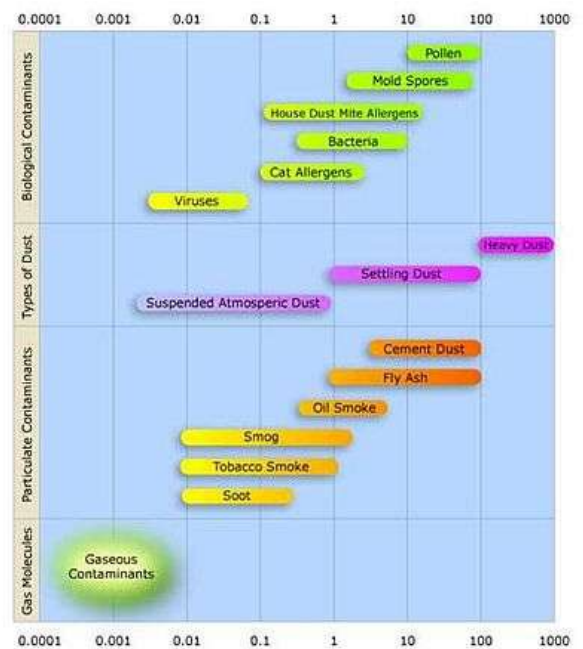 0.0001 0.001 0.01 0.1 1 10 100 1000
Biological Contaminants
Pollen
Mold Spores
House Dust Mite Allergens
Bacteria
Cat Allergens
Viruses
Types of Dust
Heavy Dust
Settling Dust
Suspended Atmosperic Dust
Particulate Contaminants
Cement Dust
Fly Ash
Oil Smoke
Smog
Tobacco Smoke
Soot
Gas Molecules
Gaseous
Contaminants
0.0001 0.001 0.01 0.1 1 10 100 1000